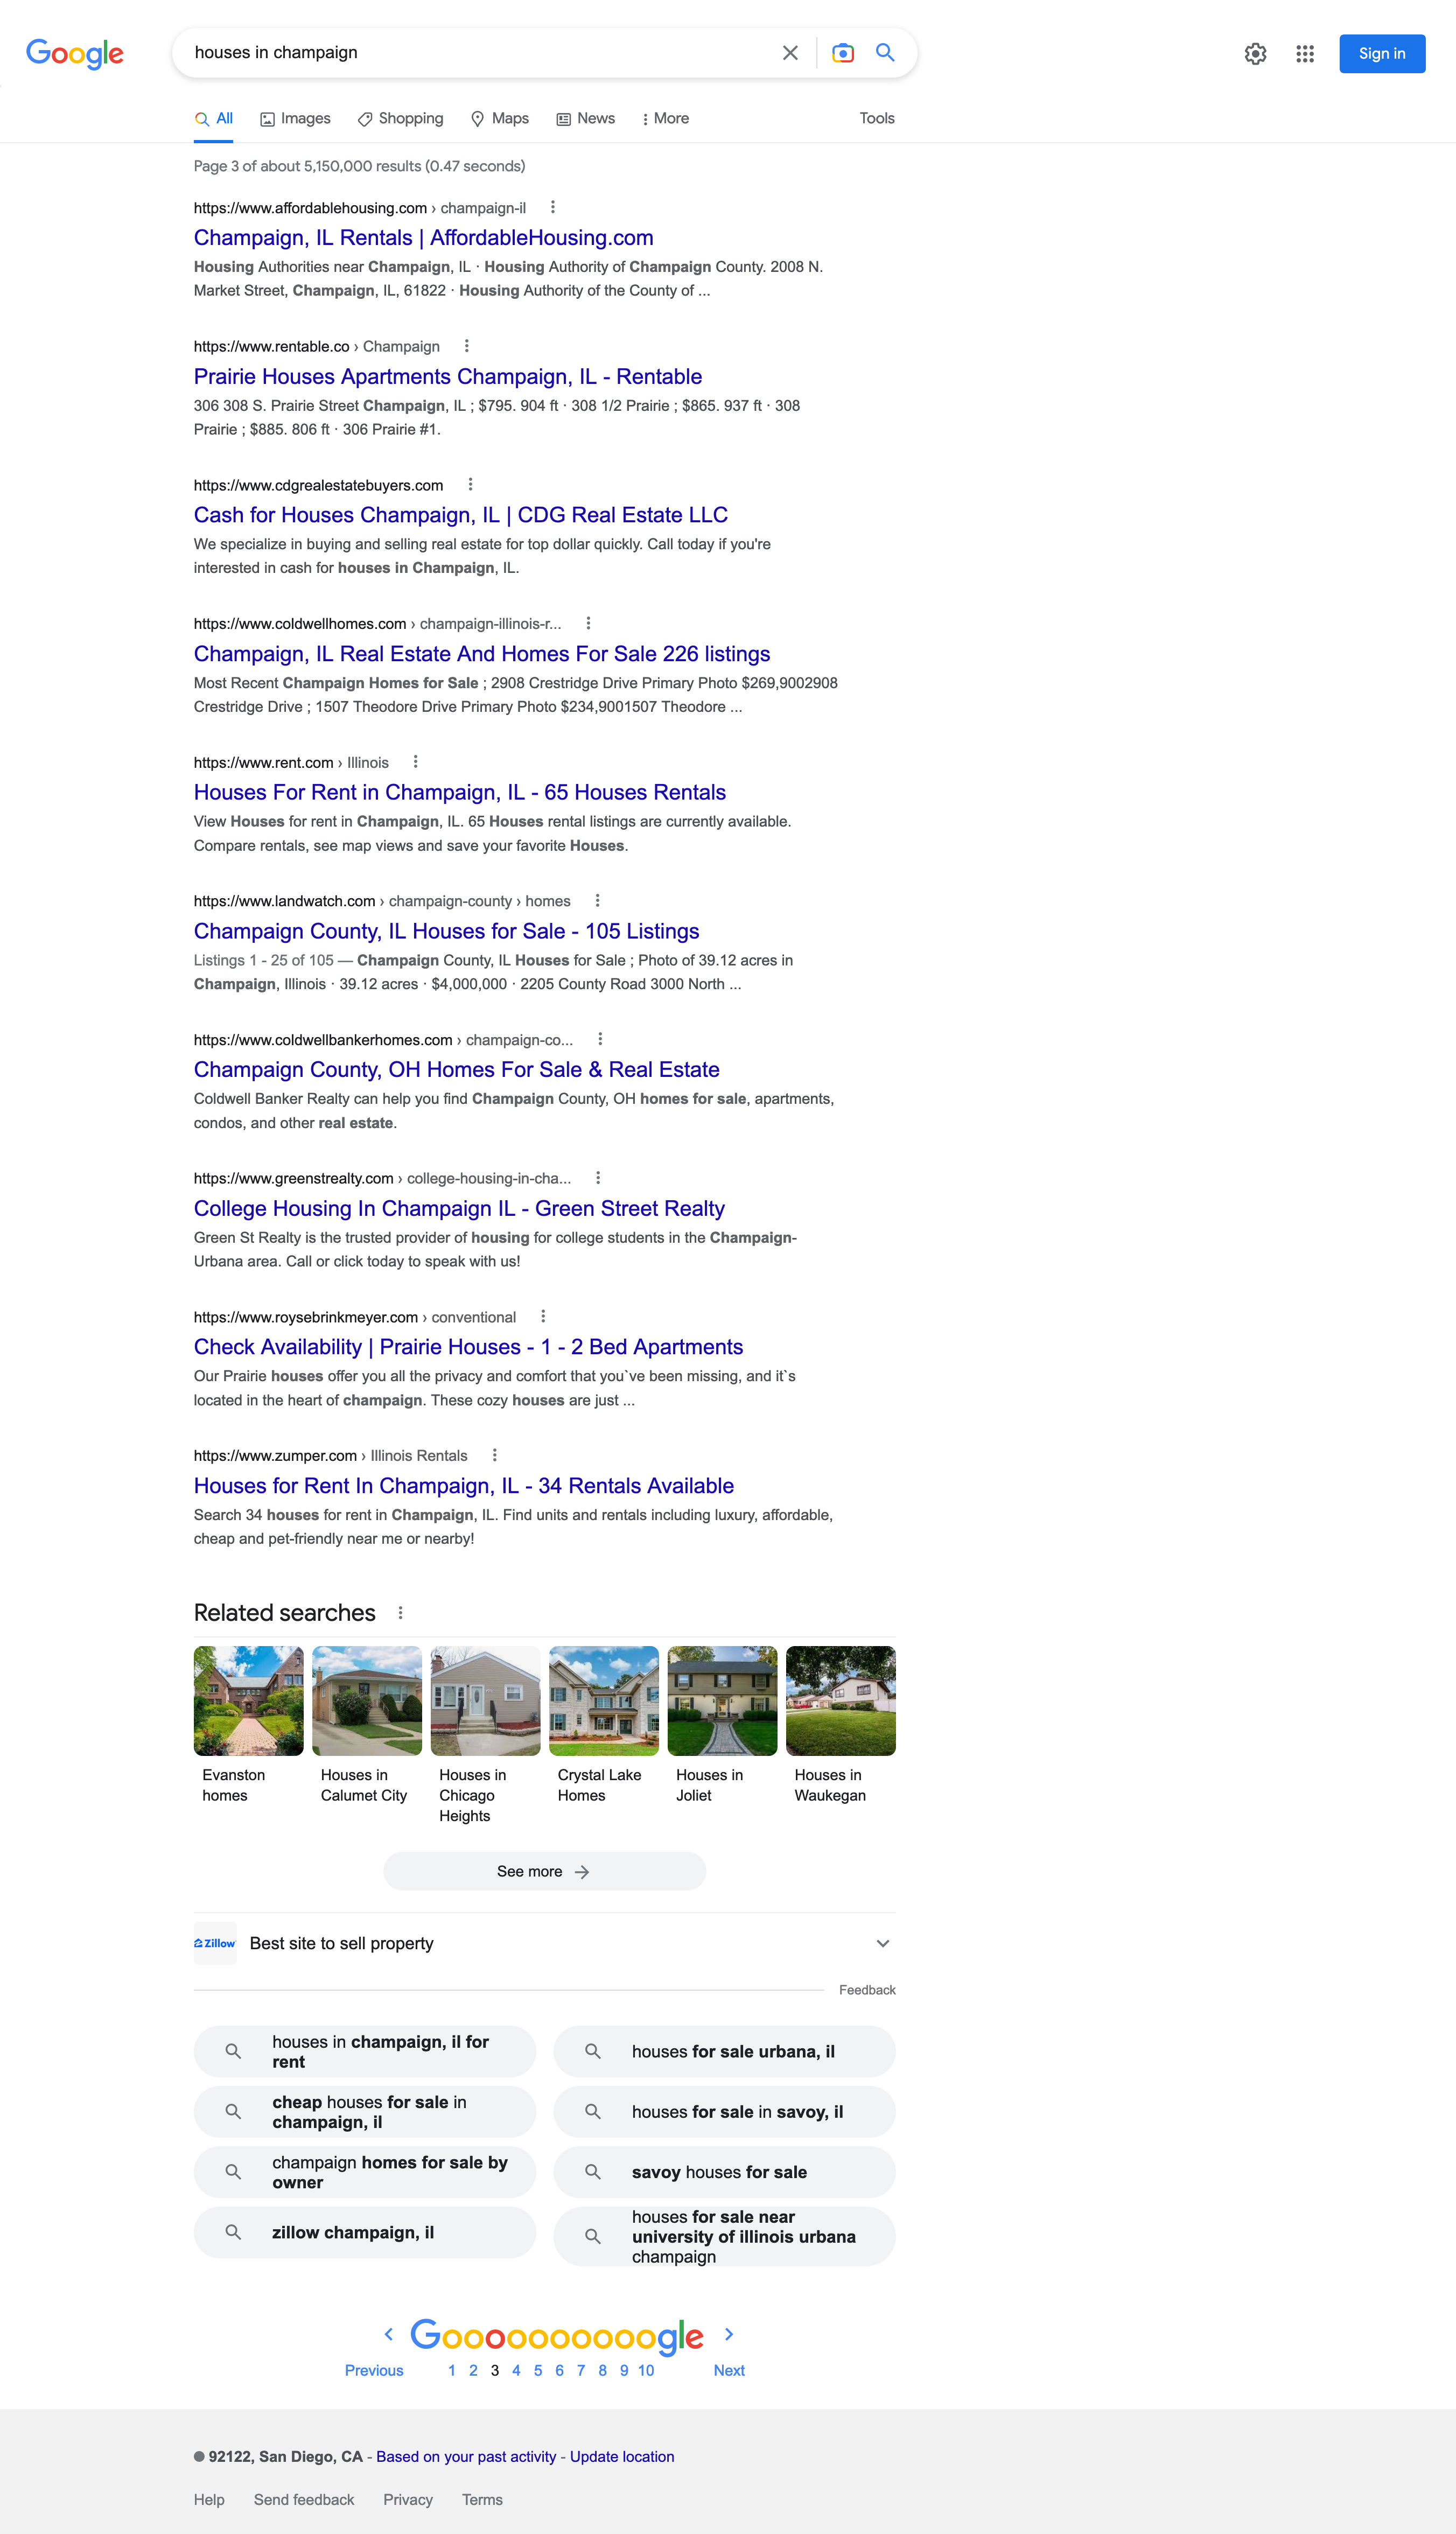 Google
houses in champaign
Sign in
All
Images
Shopping
Maps
News
More
Tools
Page 3 of about 5,150,000 results (0.47 seconds)
https://www.affordablehousing.com › champaign-il
Champaign, IL Rentals | AffordableHousing.com
Housing Authorities near Champaign, IL · Housing Authority of Champaign County. 2008 N.
Market Street, Champaign, IL, 61822 · Housing Authority of the County of ...
https://www.rentable.co › Champaign
Prairie Houses Apartments Champaign, IL - Rentable
306 308 S. Prairie Street Champaign, IL ; $795. 904 ft · 308 1/2 Prairie ; $865. 937 ft · 308
Prairie ; $885. 806 ft · 306 Prairie #1.
https://www.cdgrealestatebuyers.com
Cash for Houses Champaign, IL | CDG Real Estate LLC
We specialize in buying and selling real estate for top dollar quickly. Call today if you're
interested in cash for houses in Champaign, IL.
https://www.coldwellhomes.com › champaign-illinois-r...
Champaign, IL Real Estate And Homes For Sale 226 listings
Most Recent Champaign Homes for Sale ; 2908 Crestridge Drive Primary Photo $269,9002908
Crestridge Drive ; 1507 Theodore Drive Primary Photo $234,9001507 Theodore ...
https://www.rent.com › Illinois
Houses For Rent in Champaign, IL - 65 Houses Rentals
View Houses for rent in Champaign, IL. 65 Houses rental listings are currently available.
Compare rentals, see map views and save your favorite Houses.
https://www.landwatch.com › champaign-county › homes
Champaign County, IL Houses for Sale - 105 Listings
Listings 1 - 25 of 105 — Champaign County, IL Houses for Sale ; Photo of 39.12 acres in
Champaign, Illinois · 39.12 acres · $4,000,000 · 2205 County Road 3000 North ...
https://www.coldwellbankerhomes.com › champaign-co...
Champaign County, OH Homes For Sale & Real Estate
Coldwell Banker Realty can help you find Champaign County, OH homes for sale, apartments,
condos, and other real estate.
https://www.greenstrealty.com › college-housing-in-cha...
College Housing In Champaign IL - Green Street Realty
Green St Realty is the trusted provider of housing for college students in the Champaign-
Urbana area. Call or click today to speak with us!
https://www.roysebrinkmeyer.com › conventional
Check Availability | Prairie Houses - 1 - 2 Bed Apartments
Our Prairie houses offer you all the privacy and comfort that you`ve been missing, and it`s
located in the heart of champaign. These cozy houses are just ...
https://www.zumper.com › Illinois Rentals
Houses for Rent In Champaign, IL - 34 Rentals Available
Search 34 houses for rent in Champaign, IL. Find units and rentals including luxury, affordable,
cheap and pet-friendly near me or nearby!
Related searches
Evanston
homes
Houses in
Calumet City
Houses in
Chicago
Heights
Crystal Lake
Homes
Houses in
Joliet
Houses in
Waukegan
See more
Zillow
Best site to sell property
Feedback
houses in champaign, il for
rent
houses for sale urbana, il
cheap houses for sale in
champaign, il
houses for sale in savoy, il
champaign homes for sale by
owner
savoy houses for sale
zillow champaign, il
houses for sale near
university of illinois urbana
champaign
Goooooooooogle
Previous 1 2 3 4 5 6 7 8 9 10 Next
92122, San Diego, CA - Based on your past activity - Update location
Help Send feedback Privacy Terms